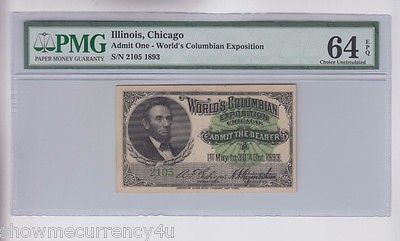 PMG
PAPER MONEY GUARANTY
Illinois, Chicago
Admit One - World's Columbian Exposition
S/N 2105 1893
64 EPQ
Choice Uncirculated
WORLD'S COLUMBIAN
EXPOSITION
CHICAGO
ADMIT THE BEARER
1st May to 30th Oct. 1893.
2105
showmecurrency4u